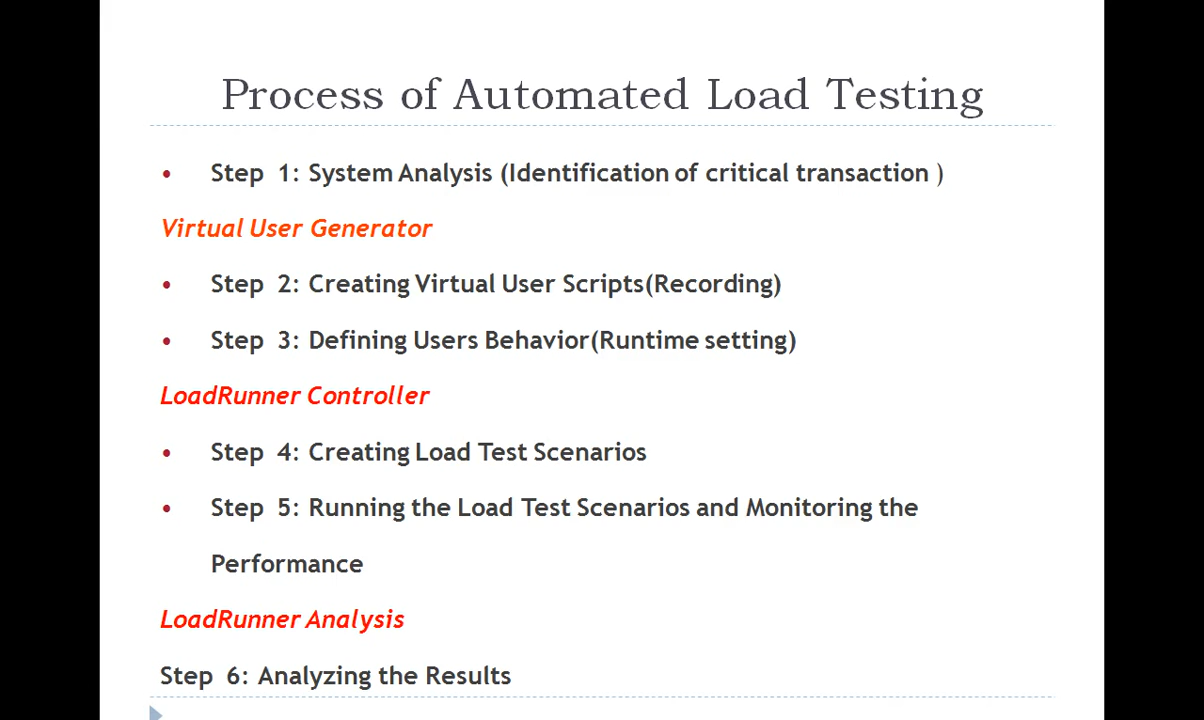 Process of Automated Load Testing
• Step 1: System Analysis (Identification of critical transaction )
Virtual User Generator
• Step 2: Creating Virtual User Scripts(Recording)
• Step 3: Defining Users Behavior(Runtime setting)
LoadRunner Controller
• Step 4: Creating Load Test Scenarios
• Step 5: Running the Load Test Scenarios and Monitoring the
Performance
LoadRunner Analysis
Step 6: Analyzing the Results